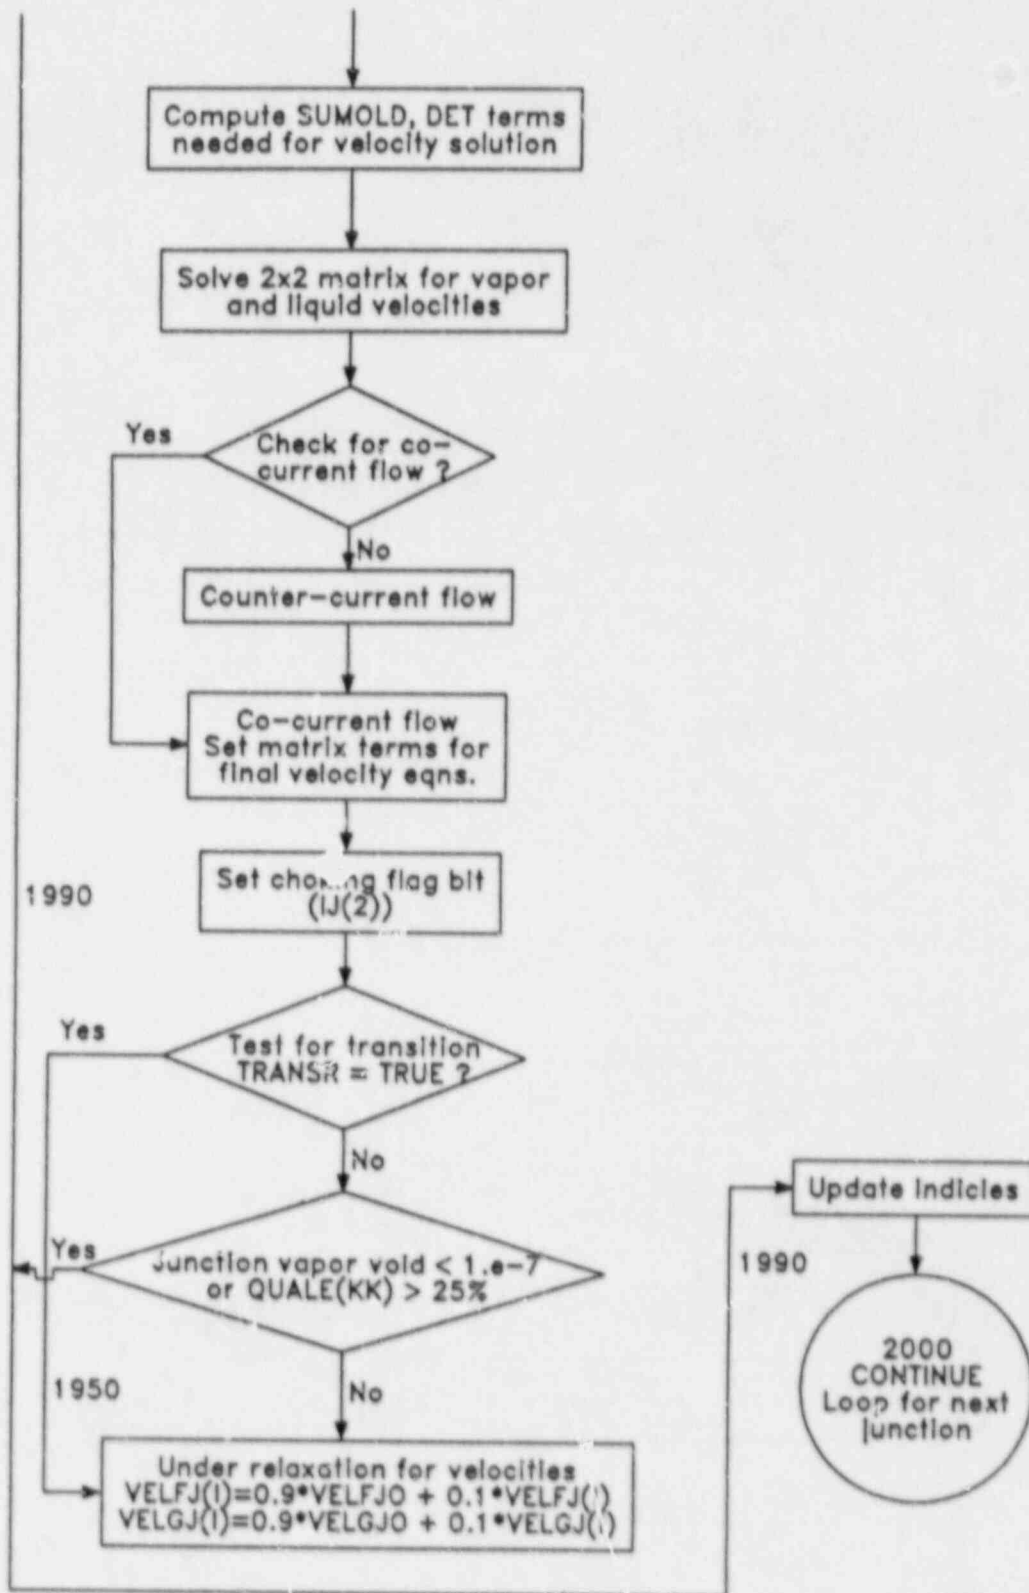 Compute SUMOLD, DET terms
needed for velocity solution
Solve 2x2 matrix for vapor
and liquid velocities
Yes
Check for co-
current flow ?
No
Counter-current flow
Co-current flow
Set matrix terms for
final velocity eqns.
1990
Set choking flag bit
(IJ(2))
Yes
Test for transition
TRANSR = TRUE ?
No
Update Indicies
Yes
Junction vapor void < 1.e-7
or QUALE(KK) > 25%
1990
2000
CONTINUE
Loop for next
junction
1950
No
Under relaxation for velocities
VELFJ(I)=0.9*VELFJO + 0.1*VELFJ(I)
VELGJ(I)=0.9*VELGJO + 0.1*VELGJ(I)